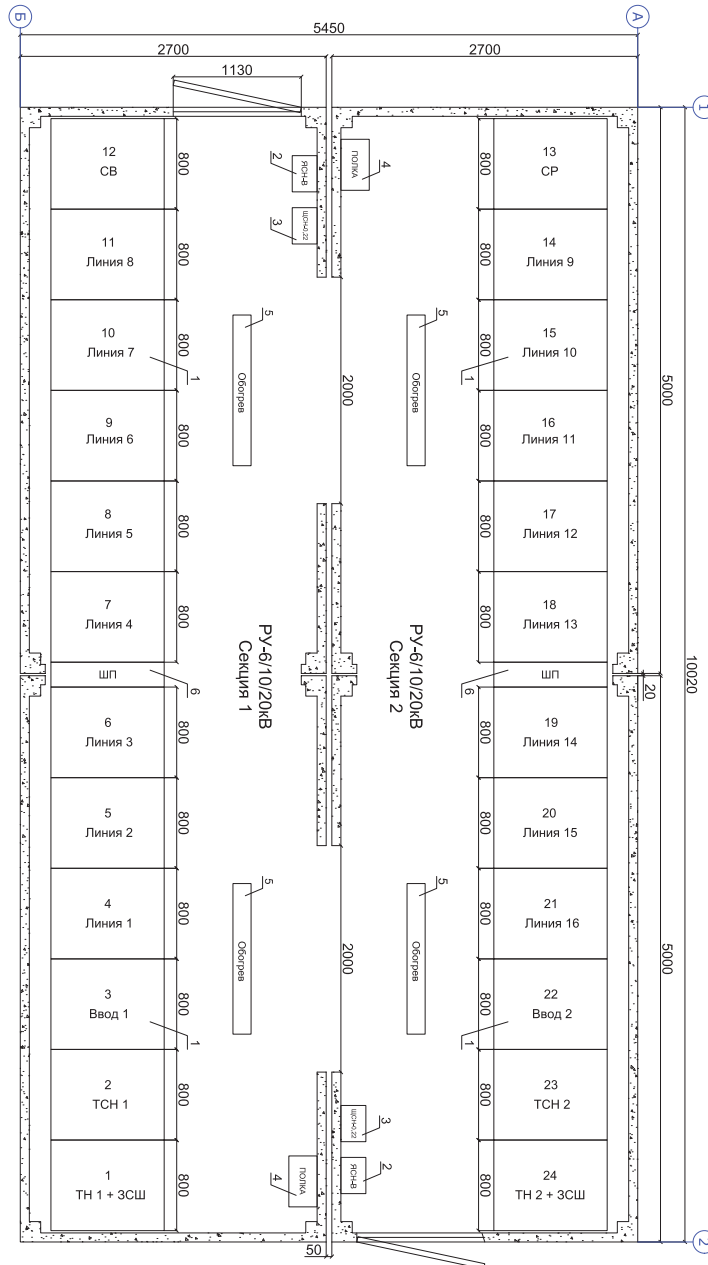 Б
А
5450
2700
2700
1130
1
12
СВ
800
2
ЯСН-В
ПОЛКА
4
800
13
СР
3
ЩСН-0,22
11
Линия 8
800
800
14
Линия 9
10
Линия 7
800
1
5
Обогрев
2000
5
Обогрев
800
1
15
Линия 10
5000
9
Линия 6
800
800
16
Линия 11
8
Линия 5
800
800
17
Линия 12
7
Линия 4
800
800
18
Линия 13
РУ-6/10/20кВ
Секция 1
РУ-6/10/20кВ
Секция 2
ШП
6
6
ШП
20
10020
6
Линия 3
800
800
19
Линия 14
5
Линия 2
800
800
20
Линия 15
4
Линия 1
800
5
Обогрев
2000
5
Обогрев
800
21
Линия 16
5000
3
Ввод 1
800
1
800
1
22
Ввод 2
2
ТСН 1
800
3
ЩСН-0,22
800
23
ТСН 2
1
ТН 1 + ЗСШ
800
ПОЛКА
4
2
ЯСН-В
800
24
ТН 2 + ЗСШ
50
2